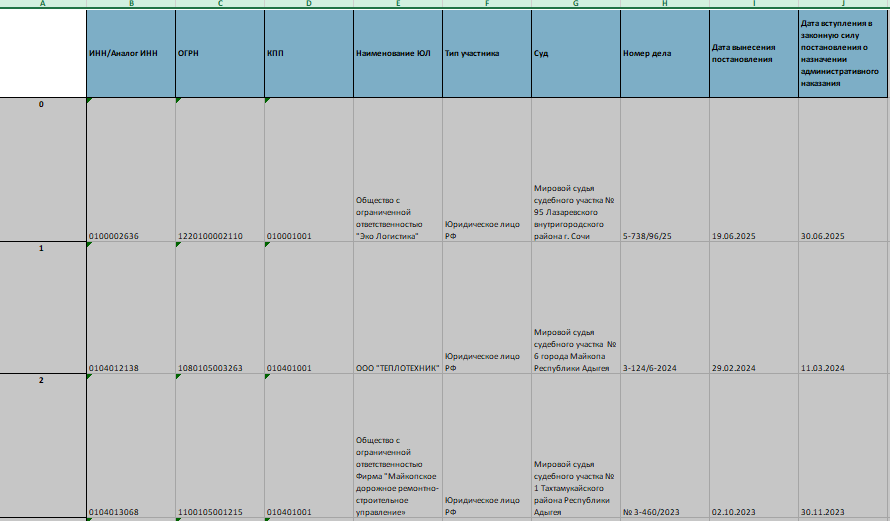 A B C D E F G H I J
ИНН/Аналог ИНН
ОГРН
КПП
Наименование ЮЛ
Тип участника
Суд
Номер дела
Дата вынесения
постановления
Дата вступления в
законную силу
постановления о
назначении
административного
наказания
0
0100002636
1220100002110
010001001
Общество с
ограниченной
ответственностью
"Эко Логистика"
Юридическое лицо
РФ
Мировой судья
судебного участка №
95 Лазаревского
внутригородского
района г. Сочи
5-738/96/25
19.06.2025
30.06.2025
1
0104012138
1080105003263
010401001
ООО "ТЕПЛОТЕХНИК"
Юридическое лицо
РФ
Мировой судья
судебного участка №
6 города Майкопа
Республики Адыгея
3-124/6-2024
29.02.2024
11.03.2024
2
0104013068
1100105001215
010401001
Общество с
ограниченной
ответственностью
Фирма "Майкопское
дорожное ремонтно-
строительное
управление»
Юридическое лицо
РФ
Мировой судья
судебного участка №
1 Тахтамукайского
района Республики
Адыгея
№ 3-460/2023
02.10.2023
30.11.2023